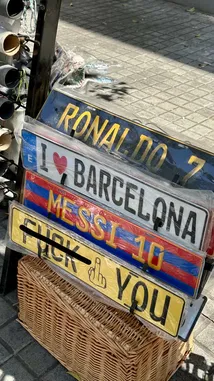 RONALDO 7
E I ❤ BARCELONA
MESSI 10
FUCK YOU